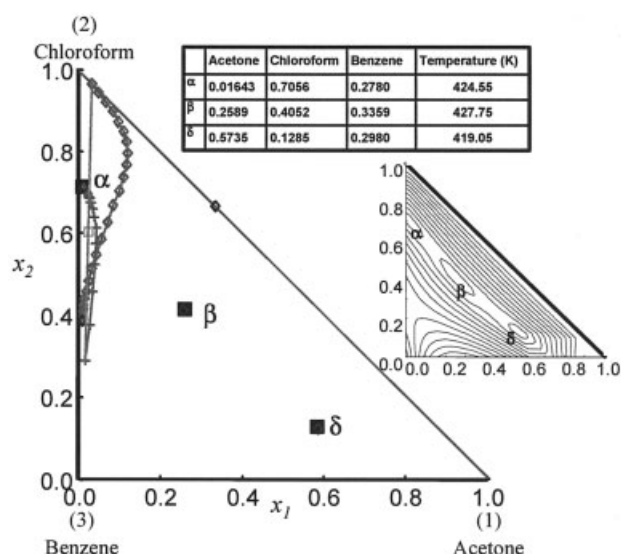 (2)
Chloroform
Acetone Chloroform Benzene Temperature (K)
α 0.01643 0.7056 0.2780 424.55
β 0.2589 0.4052 0.3359 427.75
δ 0.5735 0.1285 0.2980 419.05
1.0
0.8
0.6
0.4
0.2
0.0
x2
α
β
δ
1.0
0.8
0.6
0.4
0.2
0.0
α
β
δ
0.0 0.2 0.4 0.6 0.8 1.0
0.0 0.2 0.4 0.6 0.8 1.0
x1
(3) (1)
Benzene Acetone